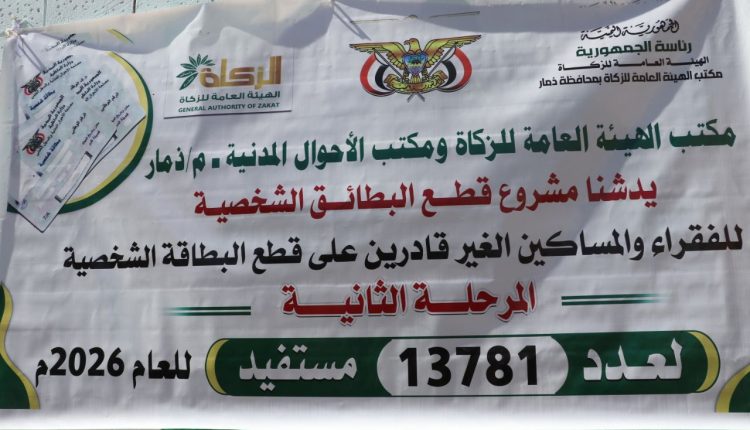 الجمهورية اليمنية
رئاسة الجمهورية
الهيئة العامة للزكاة
مكتب الهيئة العامة للزكاة بمحافظة ذمار
الزكاة
الهيئة العامة للزكاة
GENERAL AUTHORITY OF ZAKAT
مكتب الهيئة العامة للزكاة ومكتب الأحوال المدنية - م/ذمار
يدشنا مشروع قطع البطائق الشخصية
للفقراء والمساكين الغير قادرين على قطع البطاقة الشخصية
المرحلة الثانية
لعدد 13781 مستفيد للعام 2026م